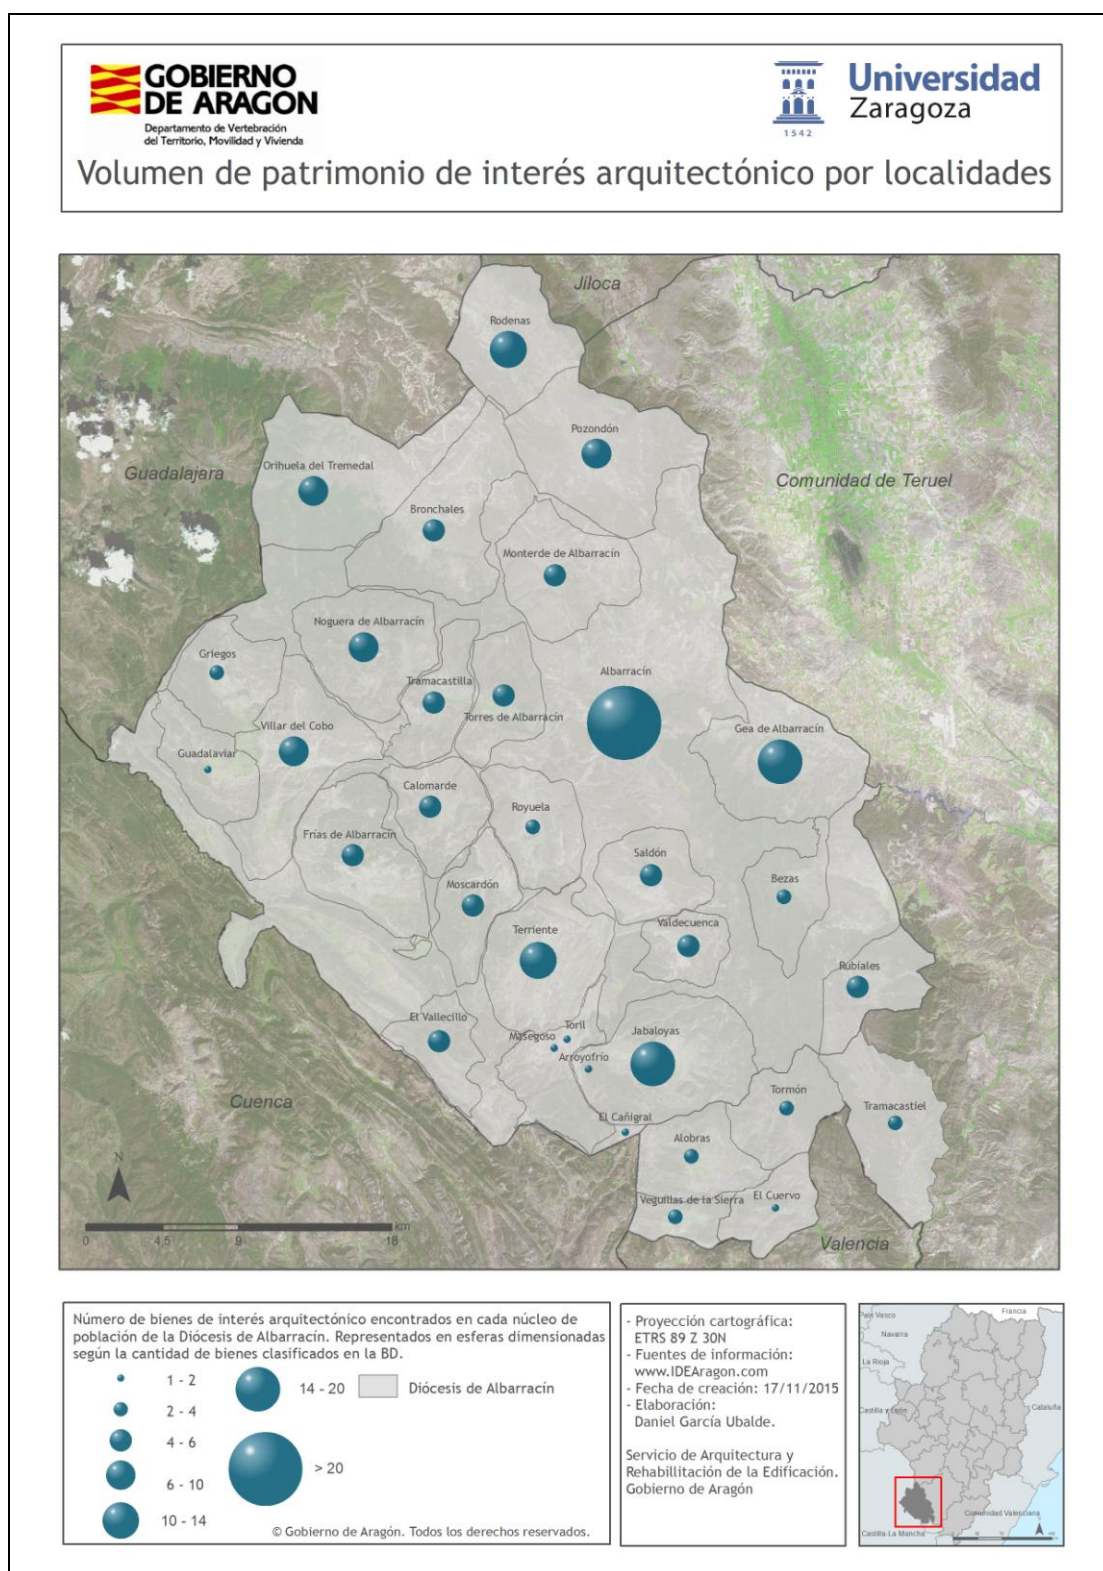 GOBIERNO
DE ARAGON
Departamento de Vertebración
del Territorio, Movilidad y Vivienda
1542
Universidad
Zaragoza
Volumen de patrimonio de interés arquitectónico por localidades
Jiloca
Rodenas
Pozondón
Guadalajara
Orihuela del Tremedal
Comunidad de Teruel
Bronchales
Monterde de Albarracín
Noguera de Albarracín
Griegos
Tramacastilla
Albarracín
Torres de Albarracín
Villar del Cobo
Gea de Albarracín
Guadalaviar
Calomarde
Royuela
Frías de Albarracín
Saldón
Bezas
Moscardón
Valdecuenca
Terriente
Rubiales
El Vallecillo
Toril
Masegoso
Jabaloyas
Arroyofrío
Cuenca
Tormón
Tramacastiel
El Cañigral
Alobras
Veguillas de la Sierra
El Cuervo
Valencia
N
km
0 4,5 9 18
Número de bienes de interés arquitectónico encontrados en cada núcleo de
población de la Diócesis de Albarracín. Representados en esferas dimensionadas
según la cantidad de bienes clasificados en la BD.
1 - 2
2 - 4
4 - 6
6 - 10
10 - 14
14 - 20
> 20
Diócesis de Albarracín
© Gobierno de Aragón. Todos los derechos reservados.
- Proyección cartográfica:
ETRS 89 Z 30N
- Fuentes de información:
www.IDEAragon.com
- Fecha de creación: 17/11/2015
- Elaboración:
Daniel García Ubalde.
Servicio de Arquitectura y
Rehabillitación de la Edificación.
Gobierno de Aragón
Pais Vasco
Francia
Navarra
La Rioja
Castilla y León
Cataluña
Comunidad Valenciana
Castilla-La Mancha